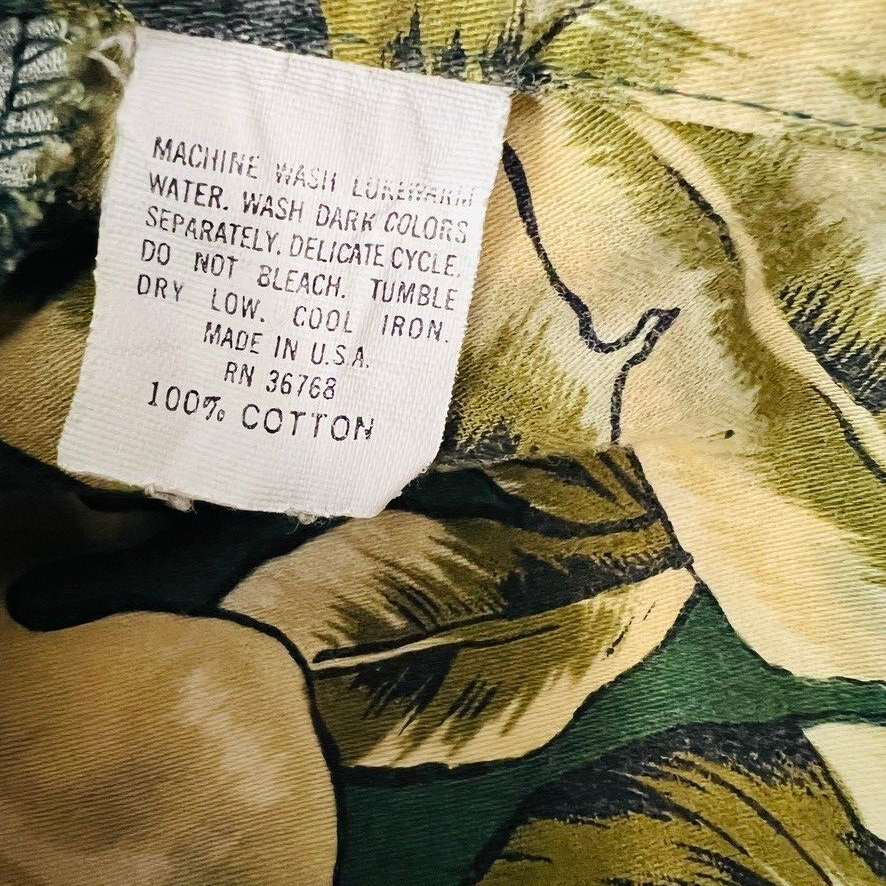 MACHINE WASH LUKEWARM
WATER. WASH DARK COLORS
SEPARATELY. DELICATE CYCLE.
DO NOT BLEACH. TUMBLE
DRY LOW. COOL IRON.
MADE IN U.S.A.
RN 36768
100% COTTON